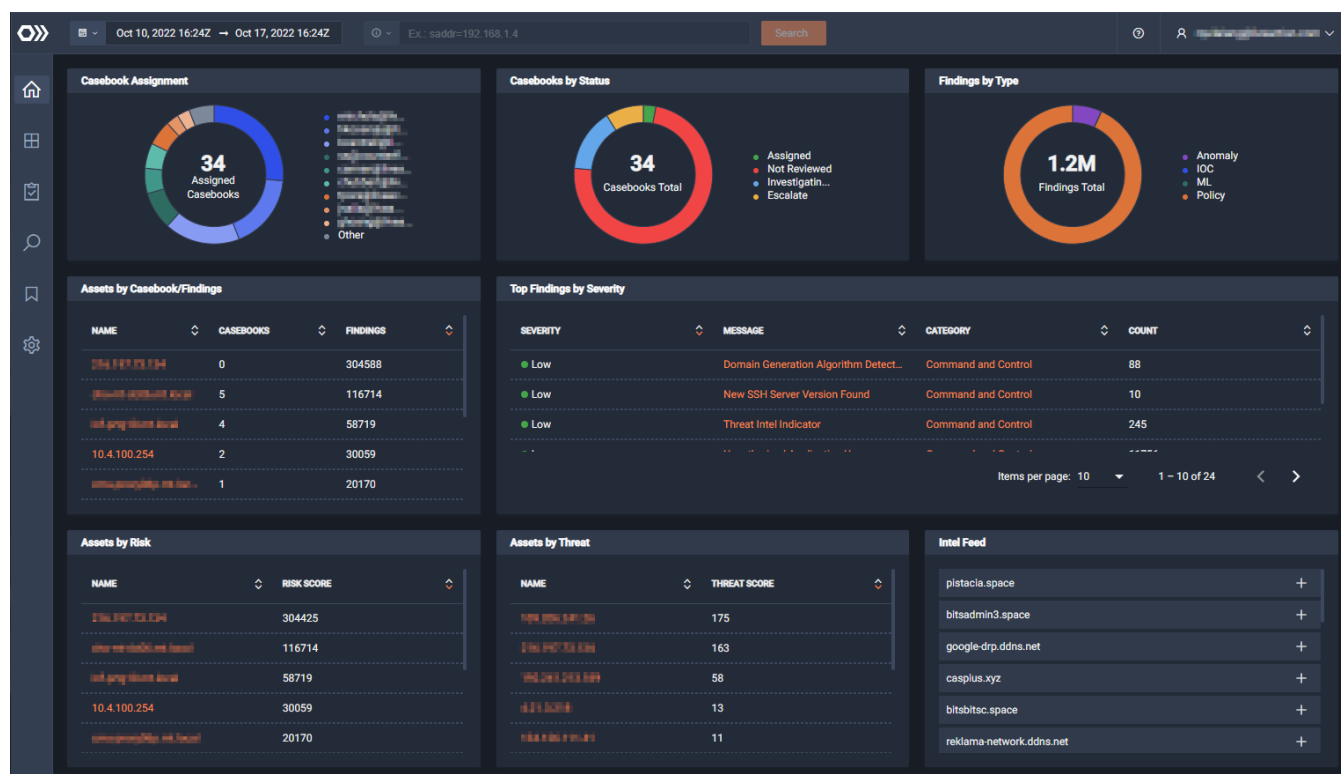 Oct 10, 2022 16:24Z → Oct 17, 2022 16:24Z Ex.: saddr=192.168.1.4 Search
Casebook Assignment
34
Assigned
Casebooks
Other
Casebooks by Status
34
Casebooks Total
Assigned
Not Reviewed
Investigatin...
Escalate
Findings by Type
1.2M
Findings Total
Anomaly
IOC
ML
Policy
Assets by Casebook/Findings
NAME CASEBOOKS FINDINGS
0 304588
5 116714
4 58719
10.4.100.254 2 30059
1 20170
Top Findings by Severity
SEVERITY MESSAGE CATEGORY COUNT
Low Domain Generation Algorithm Detect... Command and Control 88
Low New SSH Server Version Found Command and Control 10
Low Threat Intel Indicator Command and Control 245
Items per page: 10 1 – 10 of 24
Assets by Risk
NAME RISK SCORE
304425
116714
58719
10.4.100.254 30059
20170
Assets by Threat
NAME THREAT SCORE
175
163
58
13
11
Intel Feed
pistacia.space
bitsadmin3.space
google-drp.ddns.net
caspius.xyz
bitsbitsc.space
reklama-network.ddns.net